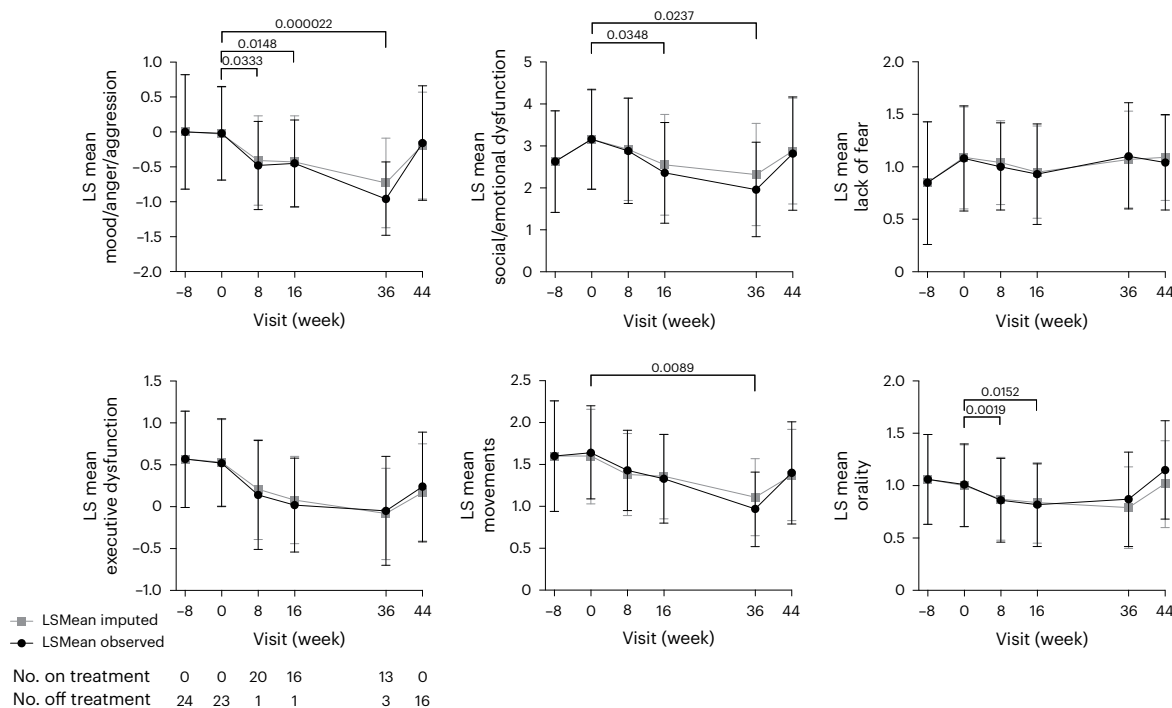 0.000022
0.0148
0.0333
1.0
0.5
0
−0.5
−1.0
−2.0
LS mean
mood/anger/aggression
−8 0 8 16 36 44
Visit (week)
0.0237
0.0348
5
4
3
2
1
0
LS mean
social/emotional dysfunction
−8 0 8 16 36 44
Visit (week)
2.0
1.5
1.0
0.5
0
LS mean
lack of fear
−8 0 8 16 36 44
Visit (week)
1.5
1.0
0.5
0
−0.5
−1.0
LS mean
executive dysfunction
−8 0 8 16 36 44
Visit (week)
0.0089
2.5
2.0
1.5
1.0
0.5
0
LS mean
movements
−8 0 8 16 36 44
Visit (week)
0.0152
0.0019
2.0
1.5
1.0
0.5
0
LS mean
orality
−8 0 8 16 36 44
Visit (week)
LSMean imputed
LSMean observed
No. on treatment 0 0 20 16 13 0
No. off treatment 24 23 1 1 3 16